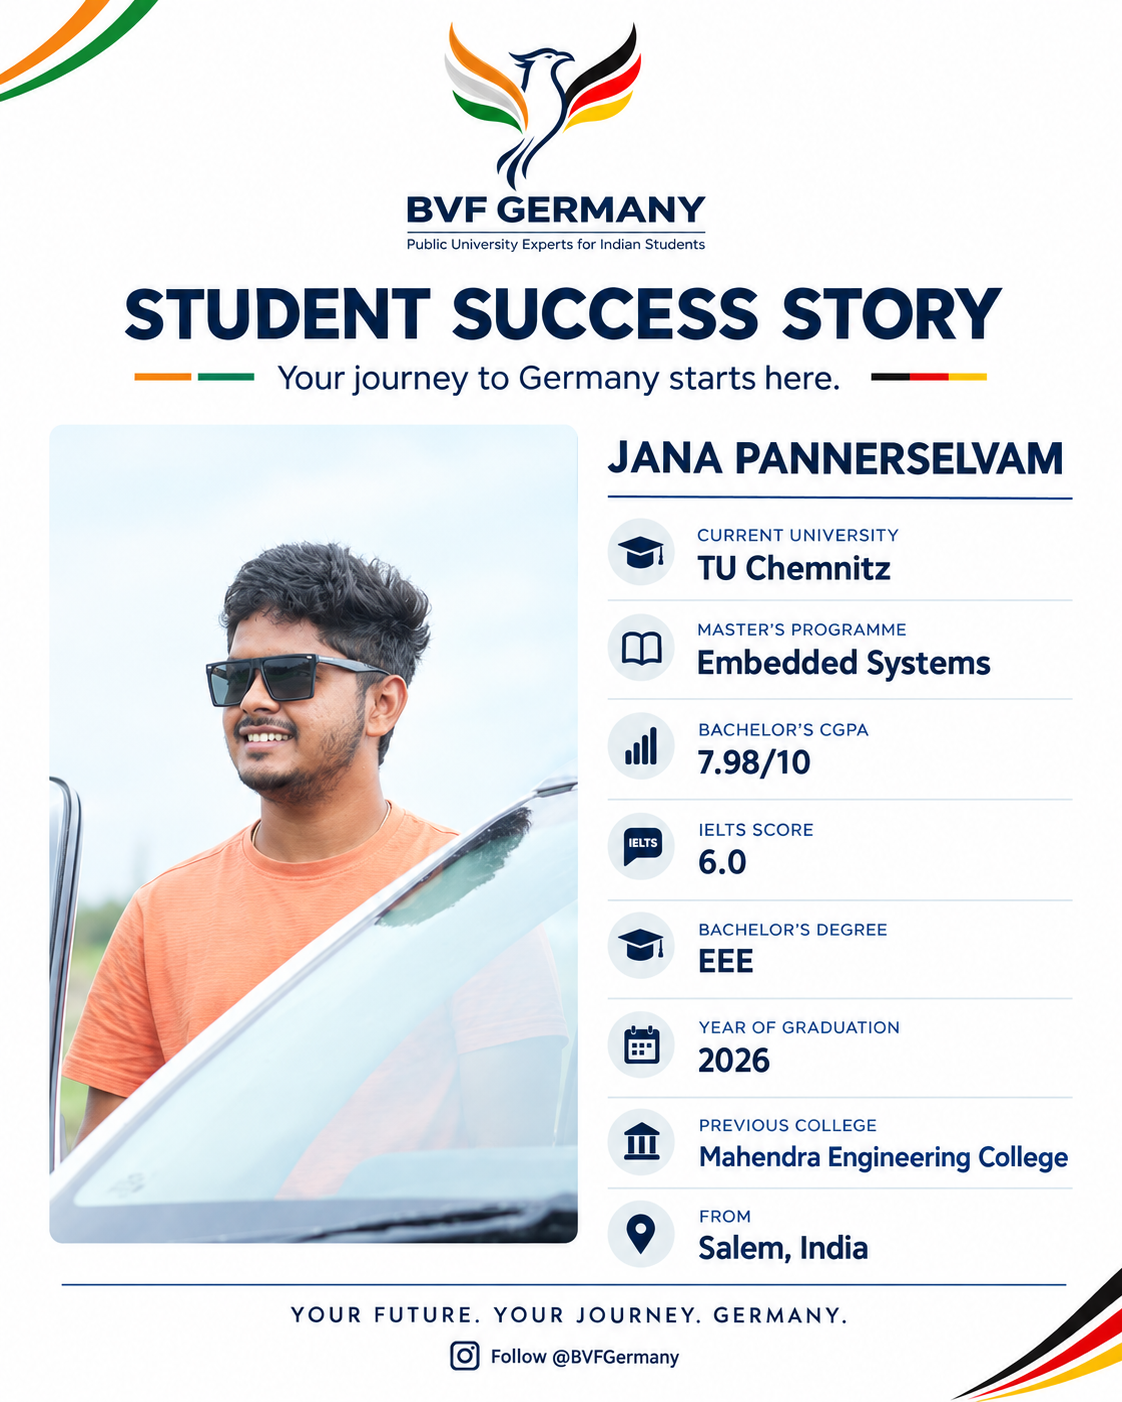 BVF GERMANY
Public University Experts for Indian Students
STUDENT SUCCESS STORY
Your journey to Germany starts here.
JANA PANNERSELVAM
CURRENT UNIVERSITY
TU Chemnitz
MASTER'S PROGRAMME
Embedded Systems
BACHELOR'S CGPA
7.98/10
IELTS
IELTS SCORE
6.0
BACHELOR'S DEGREE
EEE
YEAR OF GRADUATION
2026
PREVIOUS COLLEGE
Mahendra Engineering College
FROM
Salem, India
YOUR FUTURE. YOUR JOURNEY. GERMANY.
Follow @BVFGermany